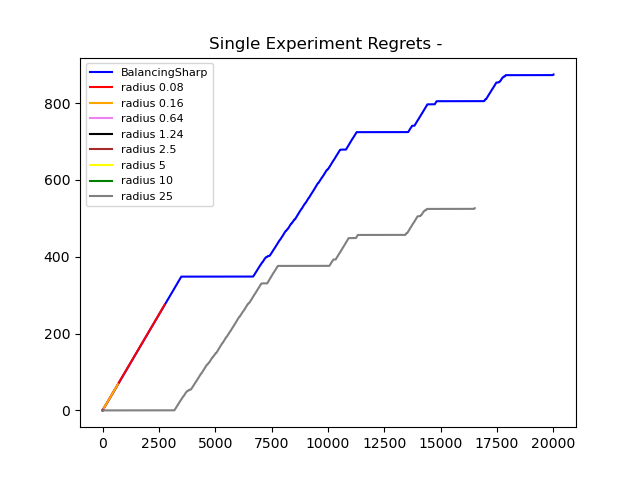 Single Experiment Regrets -
BalancingSharp
radius 0.08
radius 0.16
radius 0.64
radius 1.24
radius 2.5
radius 5
radius 10
radius 25
800
600
400
200
0
0 2500 5000 7500 10000 12500 15000 17500 20000